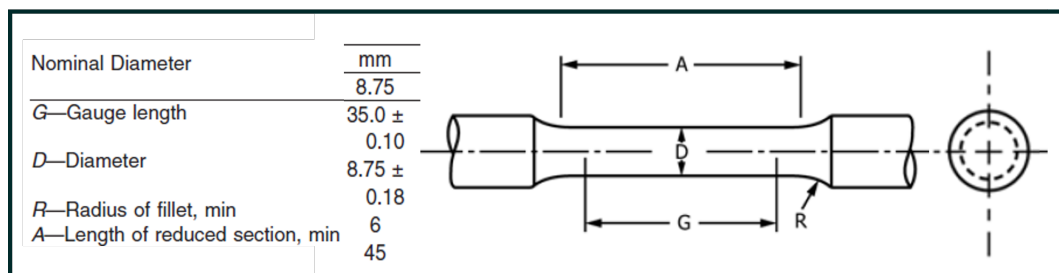 Nominal Diameter
mm
8.75
G—Gauge length
35.0 ±
0.10
D—Diameter
8.75 ±
0.18
R—Radius of fillet, min
6
A—Length of reduced section, min
45
A
D
G
R